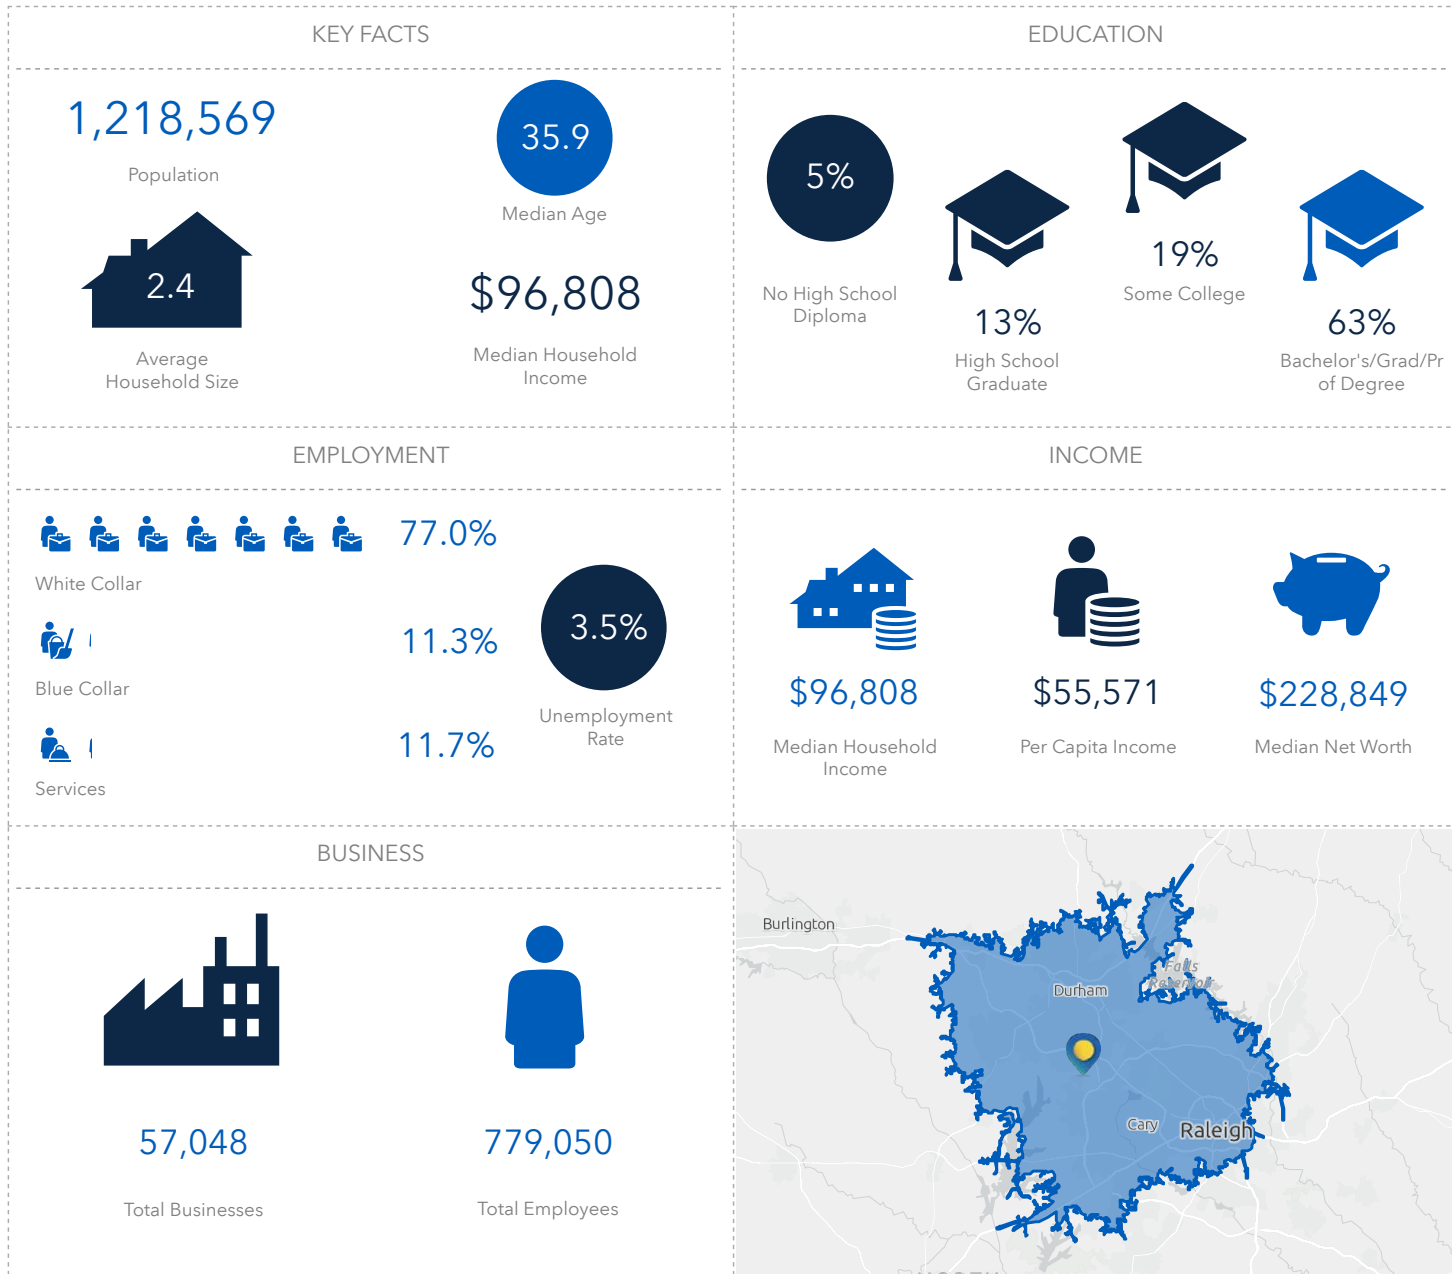 KEY FACTS
1,218,569
Population
35.9
Median Age
2.4
Average
Household Size
$96,808
Median Household
Income
EDUCATION
5%
No High School
Diploma
13%
High School
Graduate
19%
Some College
63%
Bachelor's/Grad/Pr
of Degree
EMPLOYMENT
77.0%
White Collar
11.3%
Blue Collar
11.7%
Services
3.5%
Unemployment
Rate
INCOME
$96,808
Median Household
Income
$55,571
Per Capita Income
$228,849
Median Net Worth
BUSINESS
57,048
Total Businesses
779,050
Total Employees
Burlington
Falls
Reservoir
Durham
Cary
Raleigh